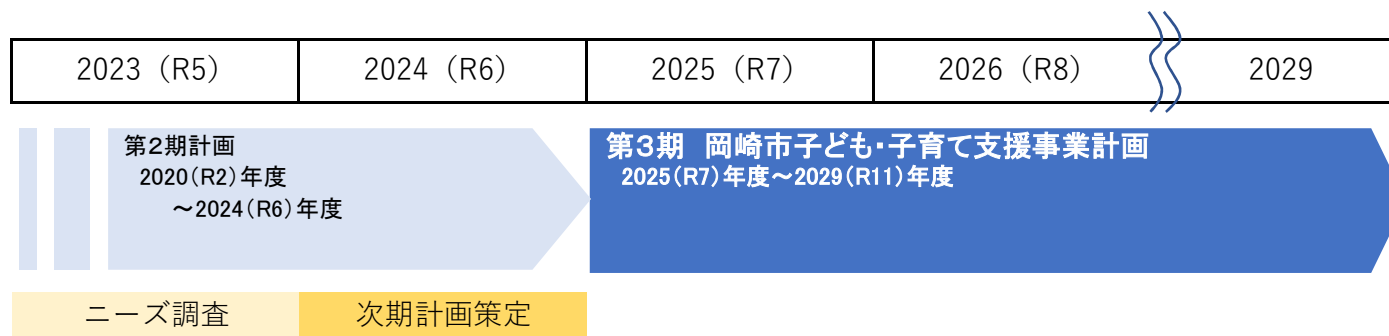 2023（R5） 2024（R6） 2025（R7） 2026（R8） 2029
第２期計画
2020（R2）年度
～2024（R6）年度
第３期　岡崎市子ども・子育て支援事業計画
2025（R7）年度～2029（R11）年度
ニーズ調査 次期計画策定